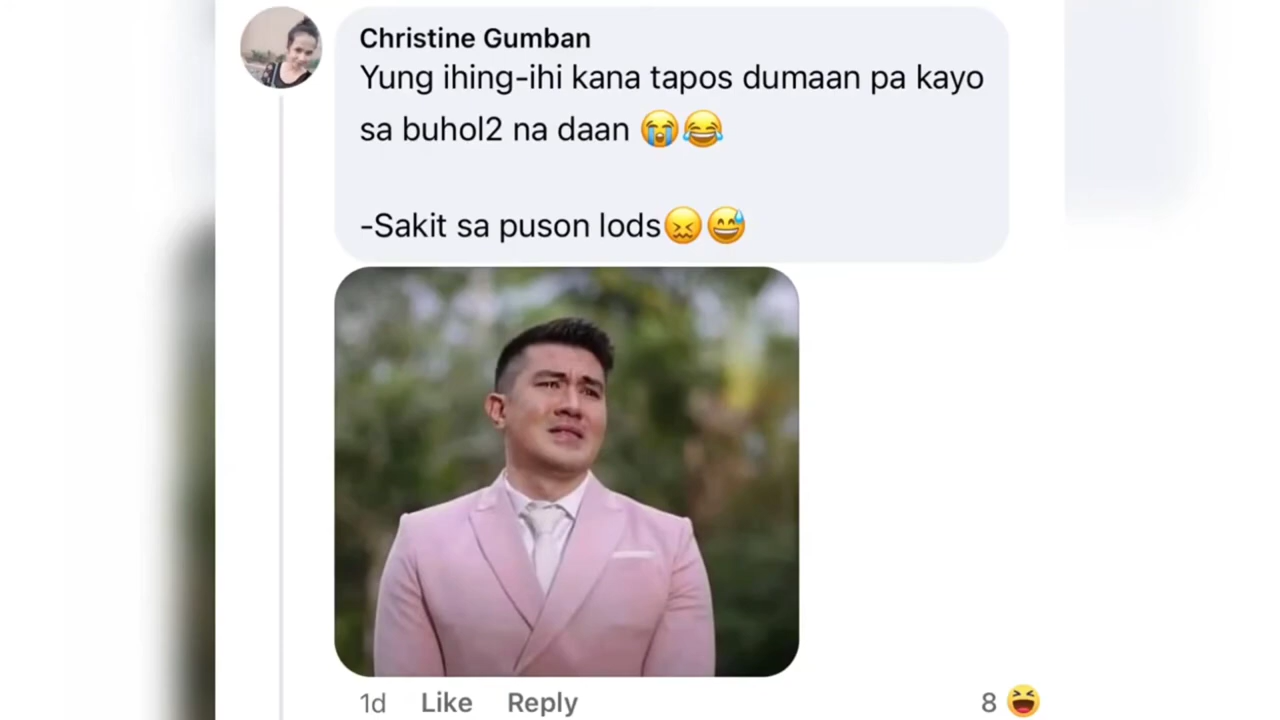 Christine Gumban
Yung ihing-ihi kana tapos dumaan pa kayo
sa buhol2 na daan 😭😂
-Sakit sa puson lods😖😅
1d Like Reply 8